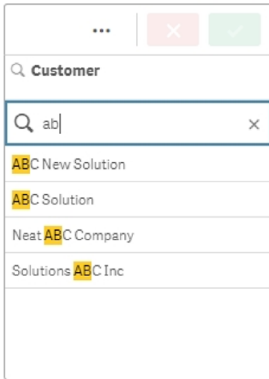 Customer
ab
ABC New Solution
ABC Solution
Neat ABC Company
Solutions ABC Inc